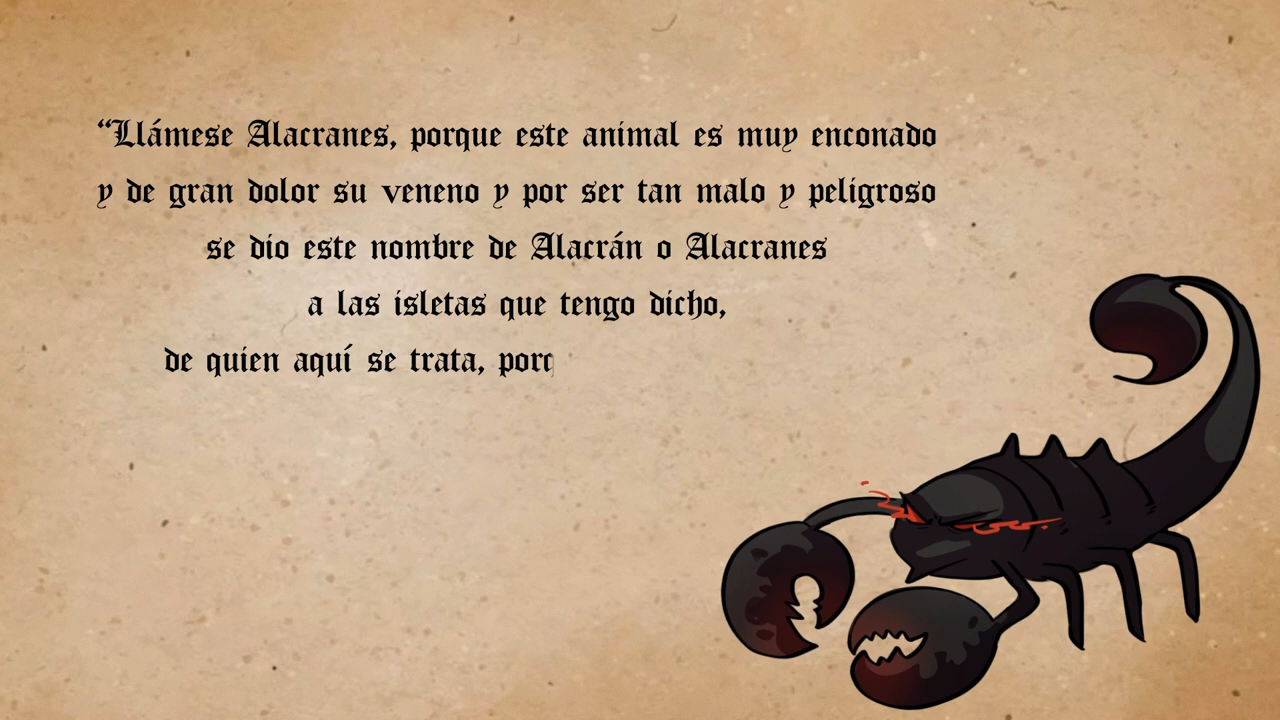 “Llámese Alacranes, porque este animal es muy enconado
y de gran dolor su veneno y por ser tan malo y peligroso
se dio este nombre de Alacrán o Alacranes
a las isletas que tengo dicho,
de quien aquí se trata,